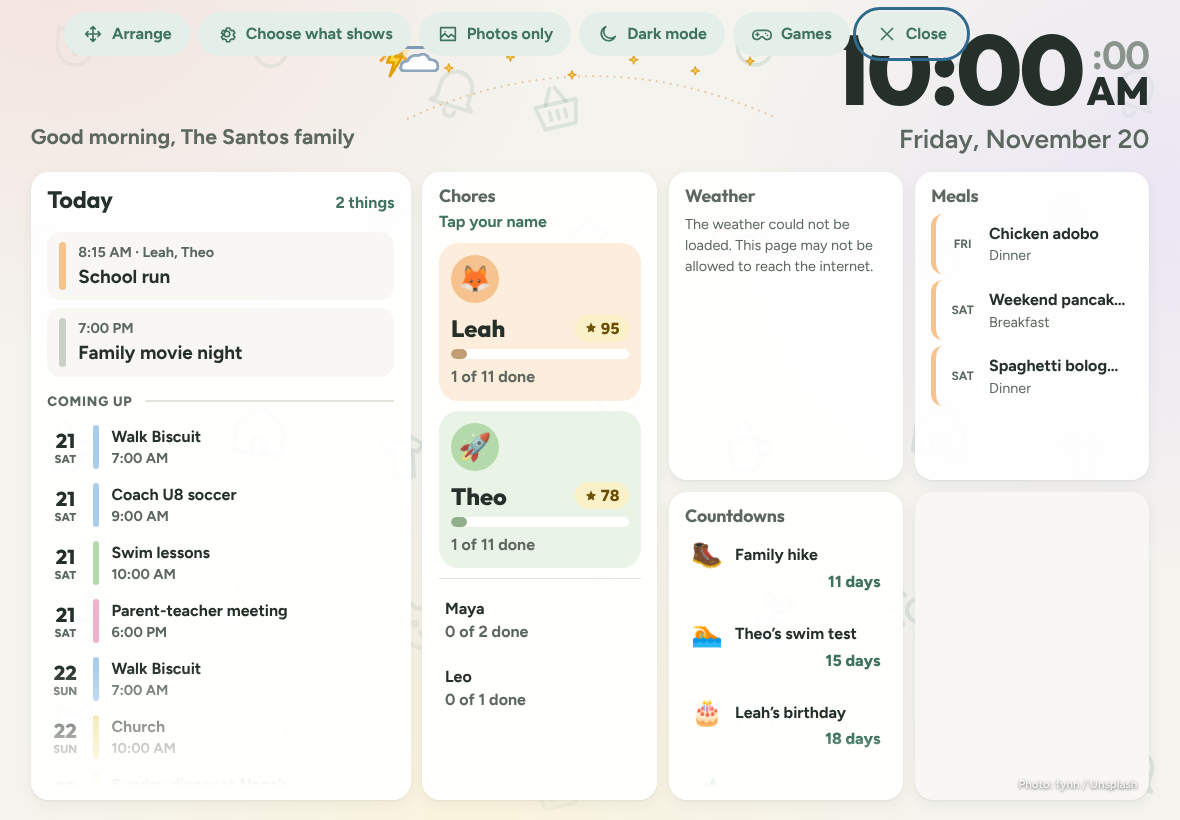 Arrange
Choose what shows
Photos only
Dark mode
Games
Close
10:00 :00 AM
Good morning, The Santos family
Friday, November 20
Today
2 things
8:15 AM · Leah, Theo
School run
7:00 PM
Family movie night
COMING UP
21 SAT
Walk Biscuit
7:00 AM
21 SAT
Coach U8 soccer
9:00 AM
21 SAT
Swim lessons
10:00 AM
21 SAT
Parent-teacher meeting
6:00 PM
22 SUN
Walk Biscuit
7:00 AM
22 SUN
Church
10:00 AM
Chores
Tap your name
Leah
★ 95
1 of 11 done
Theo
★ 78
1 of 11 done
Maya
0 of 2 done
Leo
0 of 1 done
Weather
The weather could not be
loaded. This page may not be
allowed to reach the internet.
Meals
FRI
Chicken adobo
Dinner
SAT
Weekend pancak...
Breakfast
SAT
Spaghetti bolog...
Dinner
Countdowns
Family hike
11 days
Theo’s swim test
15 days
Leah’s birthday
18 days
Photo: fynn / Unsplash